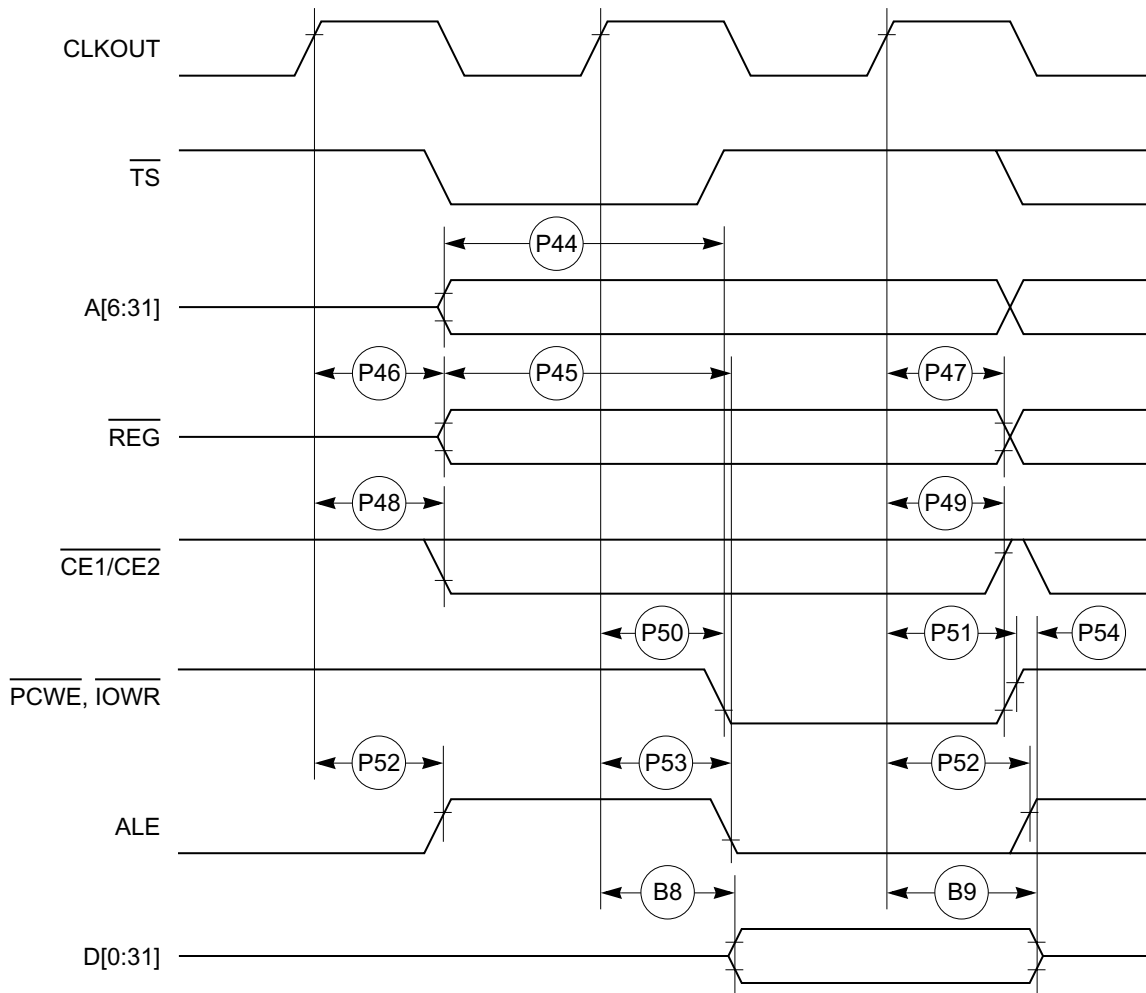 CLKOUT
TS
P44
A[6:31]
P46 P45 P47
REG
P48 P49
CE1/CE2
P50 P51 P54
PCWE, IOWR
P52 P53 P52
ALE
B8 B9
D[0:31]